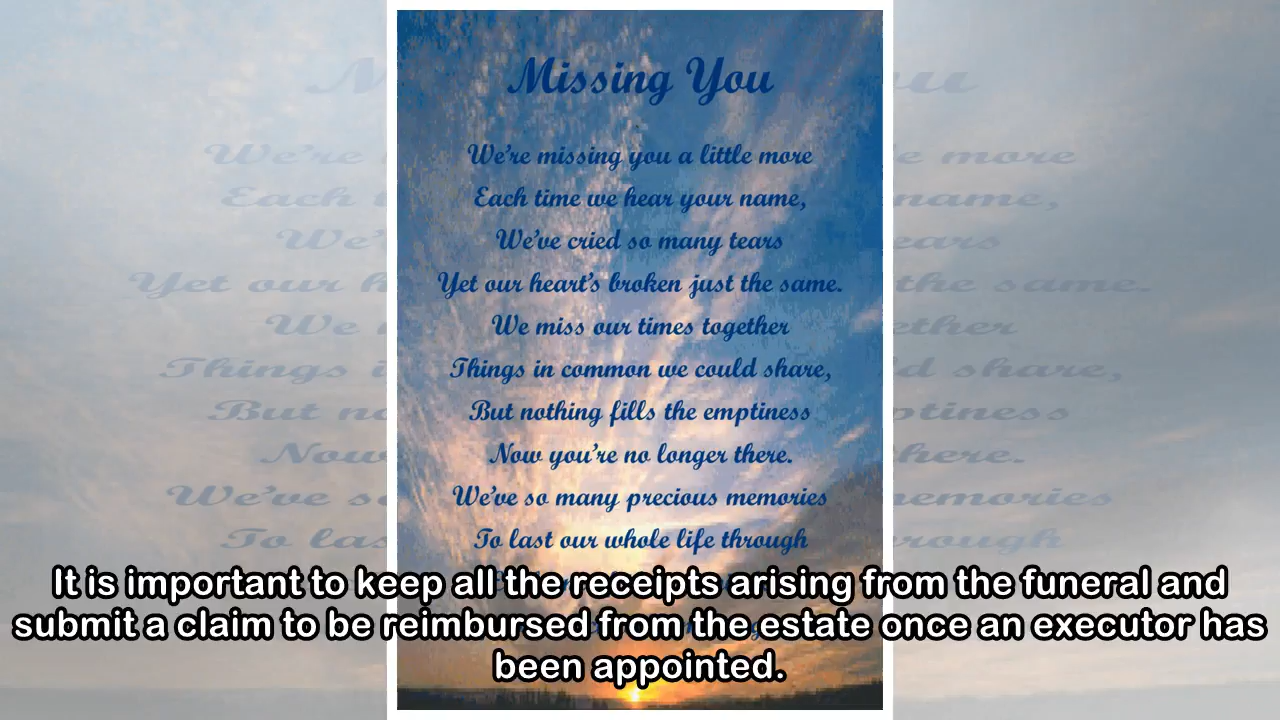 Missing You
We're missing you a little more
Each time we hear your name,
We've cried so many tears
Yet our heart's broken just the same.
We miss our times together
Things in common we could share,
But nothing fills the emptiness
Now you're no longer there.
We've so many precious memories
To last our whole life through
It is important to keep all the receipts arising from the funeral and
submit a claim to be reimbursed from the estate once an executor has
been appointed.